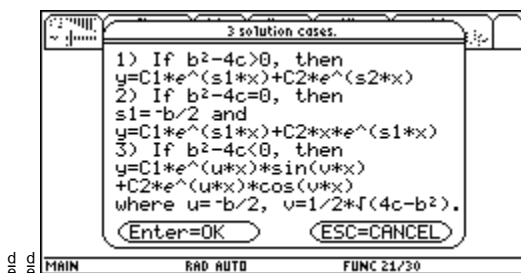 3 solution cases.
1) If b²-4c>0, then
y=C1*e^(s1*x)+C2*e^(s2*x)
2) If b²-4c=0, then
s1=⁻b/2 and
y=C1*e^(s1*x)+C2*x*e^(s1*x)
3) If b²-4c<0, then
y=C1*e^(u*x)*sin(v*x)
+C2*e^(u*x)*cos(v*x)
where u=⁻b/2, v=1/2*√(4c-b²).
Enter=OK ESC=CANCEL
MAIN RAD AUTO FUNC 21/30